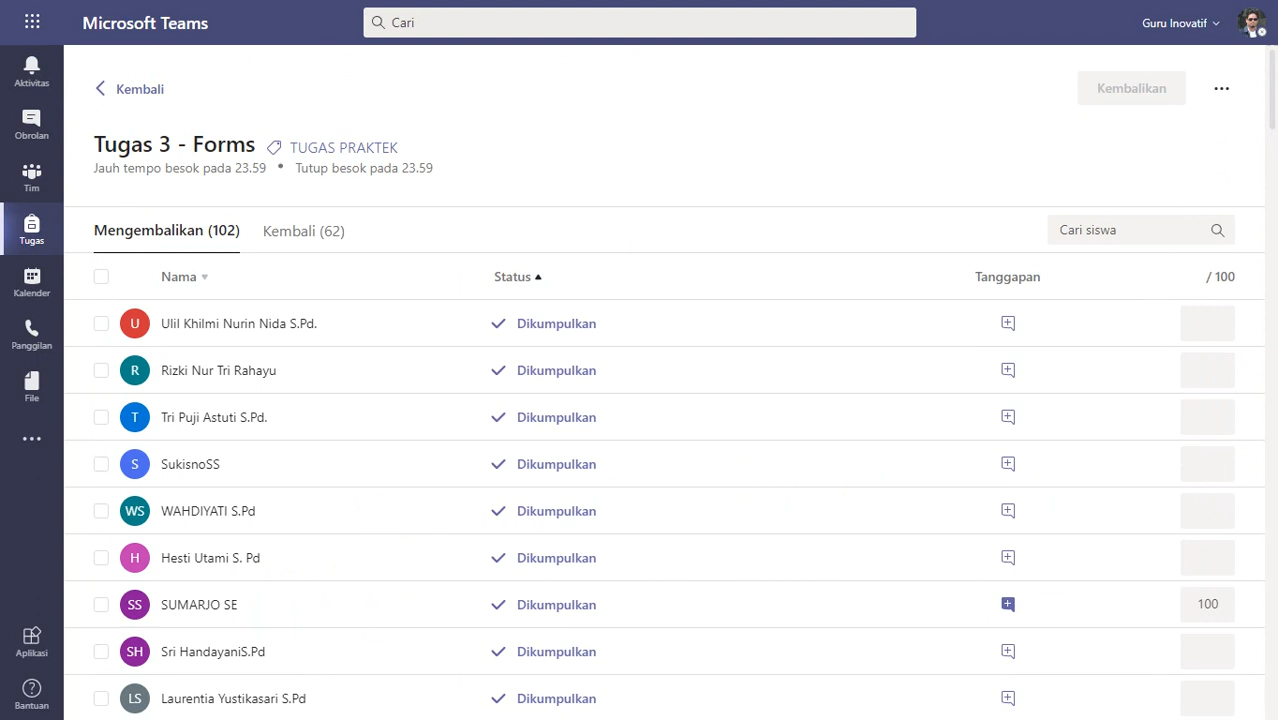 Microsoft Teams
Cari
Guru Inovatif
Aktivitas
Obrolan
Tim
Tugas
Kalender
Panggilan
File
Aplikasi
Bantuan
Kembali
Kembalikan
Tugas 3 - Forms TUGAS PRAKTEK
Jauh tempo besok pada 23.59 • Tutup besok pada 23.59
Mengembalikan (102) Kembali (62)
Cari siswa
Nama Status Tanggapan / 100
U Ulil Khilmi Nurin Nida S.Pd. Dikumpulkan
R Rizki Nur Tri Rahayu Dikumpulkan
T Tri Puji Astuti S.Pd. Dikumpulkan
S SukisnoSS Dikumpulkan
WS WAHDIYATI S.Pd Dikumpulkan
H Hesti Utami S. Pd Dikumpulkan
SS SUMARJO SE Dikumpulkan 100
SH Sri HandayaniS.Pd Dikumpulkan
LS Laurentia Yustikasari S.Pd Dikumpulkan